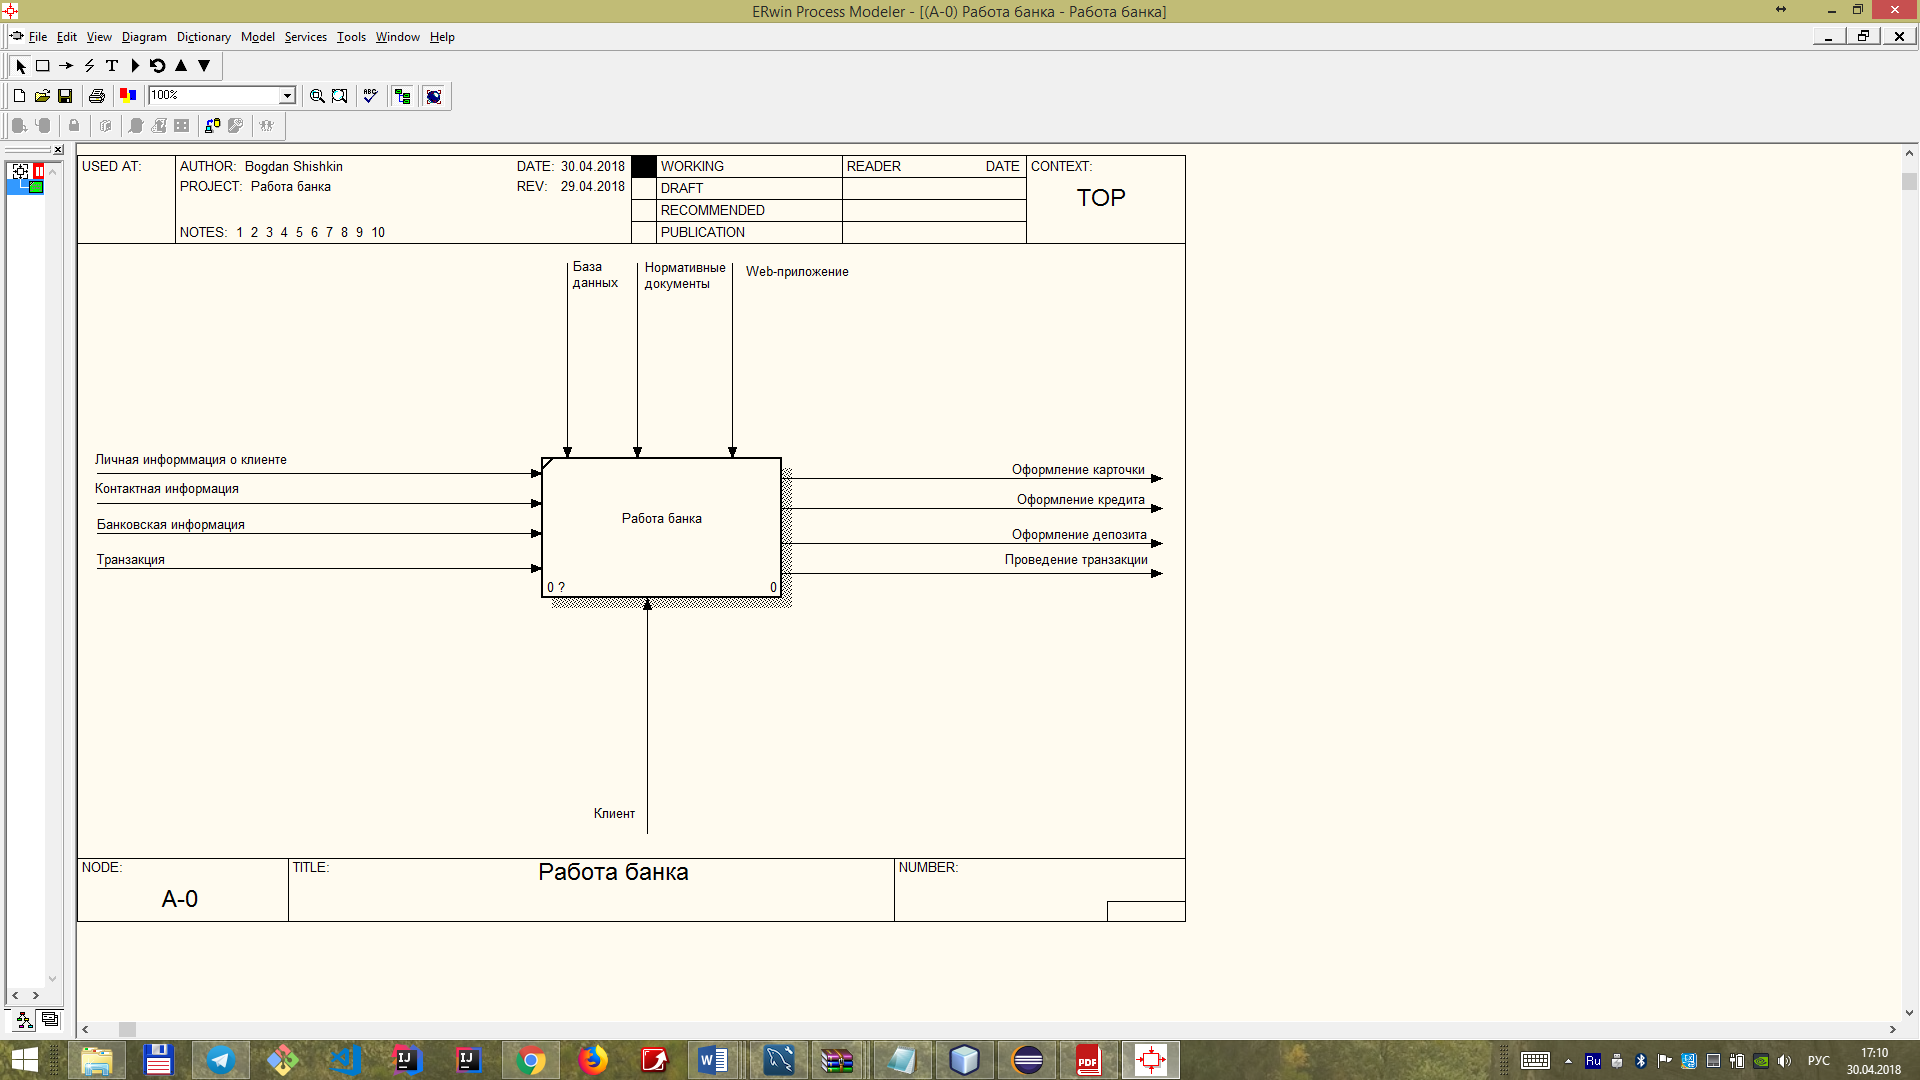 ERwin Process Modeler - [(A-0) Работа банка - Работа банка]
File Edit View Diagram Dictionary Model Services Tools Window Help
100%
USED AT:
AUTHOR: Bogdan Shishkin
DATE: 30.04.2018
PROJECT: Работа банка
REV: 29.04.2018
NOTES: 1 2 3 4 5 6 7 8 9 10
WORKING
DRAFT
RECOMMENDED
PUBLICATION
READER DATE
CONTEXT:
TOP
База
данных
Нормативные
документы
Web-приложение
Личная информмация о клиенте
Контактная информация
Банковская информация
Транзакция
Работа банка
0 ?
0
Оформление карточки
Оформление кредита
Оформление депозита
Проведение транзакции
Клиент
NODE:
A-0
TITLE:
Работа банка
NUMBER:
Ru
РУС
17:10
30.04.2018